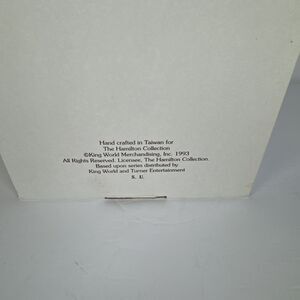 Hand crafted in Taiwan for
The Hamilton Collection
©King World Merchandising, Inc. 1993
All Rights Reserved. Licensee, The Hamilton Collection.
Based upon series distributed by
King World and Turner Entertainment
S. U.